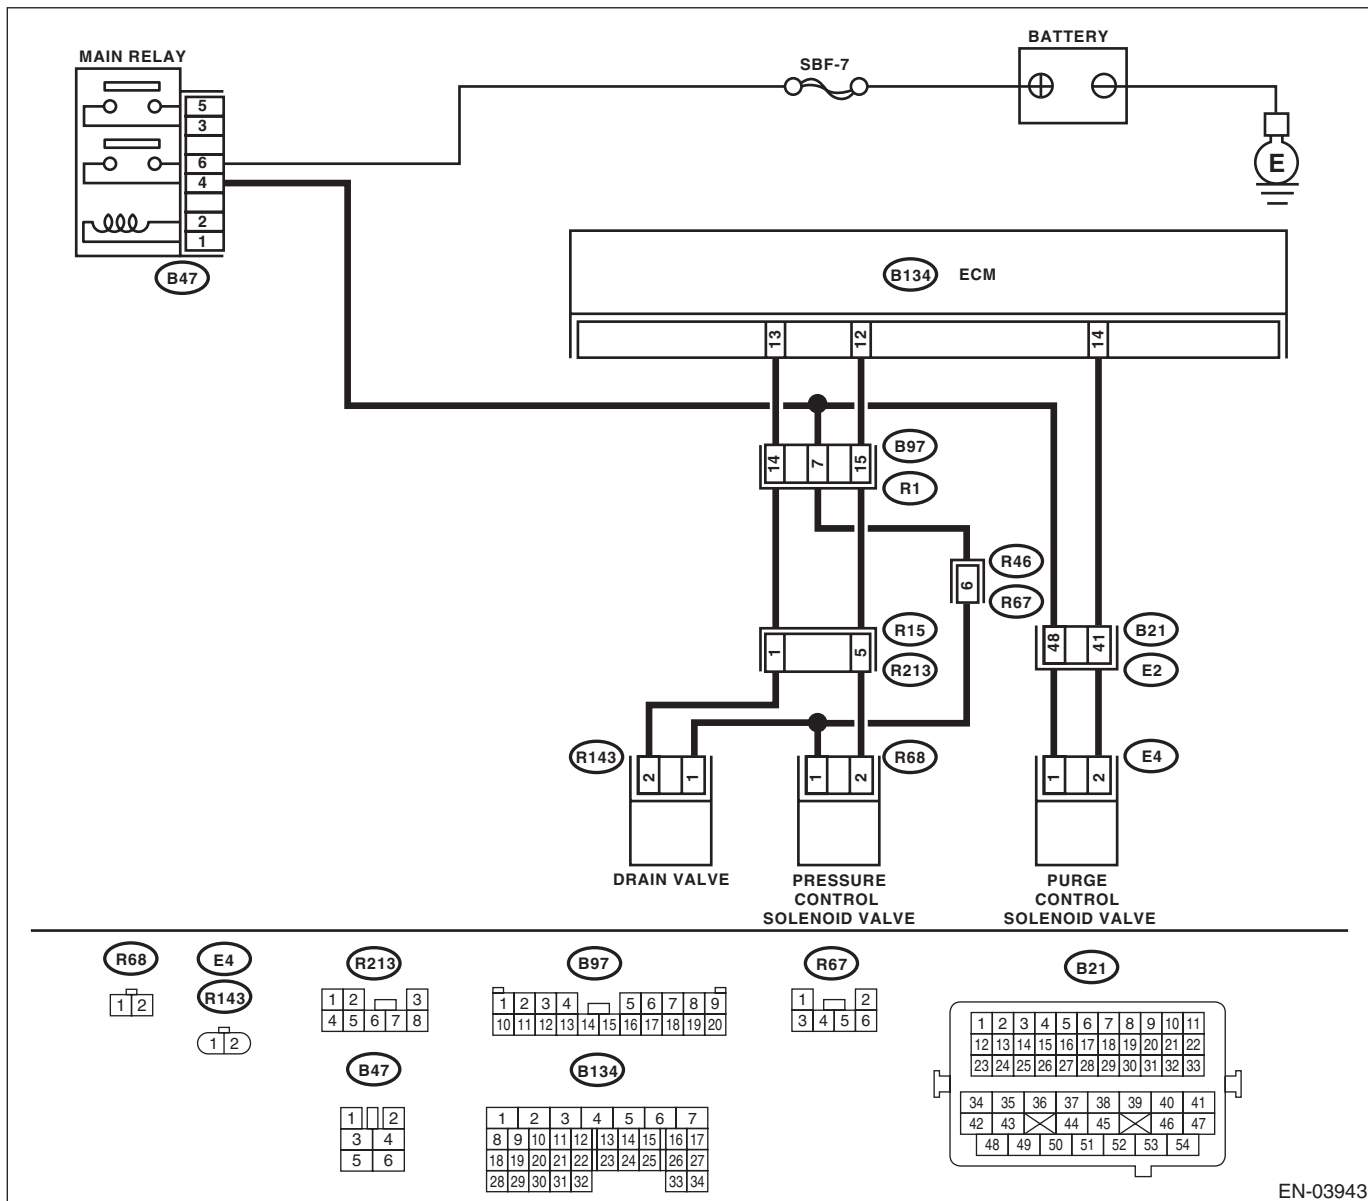 BATTERY
MAIN RELAY
SBF-7
5
3
6
4
2
1
E
B47
B134 ECM
13
12
14
14
7
15
B97
R1
6
R46
R67
1
5
R15
R213
48
41
B21
E2
R143
2
1
1
2
R68
1
2
E4
DRAIN VALVE
PRESSURE
CONTROL
SOLENOID VALVE
PURGE
CONTROL
SOLENOID VALVE
R68
1 2
E4
R143
1 2
R213
1 2 3
4 5 6 7 8
B97
1 2 3 4 5 6 7 8 9
10 11 12 13 14 15 16 17 18 19 20
R67
1 2
3 4 5 6
B21
1 2 3 4 5 6 7 8 9 10 11
12 13 14 15 16 17 18 19 20 21 22
23 24 25 26 27 28 29 30 31 32 33
34 35 36 37 38 39 40 41
42 43 44 45 46 47
48 49 50 51 52 53 54
B47
1 2
3 4
5 6
B134
1 2 3 4 5 6 7
8 9 10 11 12 13 14 15 16 17
18 19 20 21 22 23 24 25 26 27
28 29 30 31 32 33 34
EN-03943